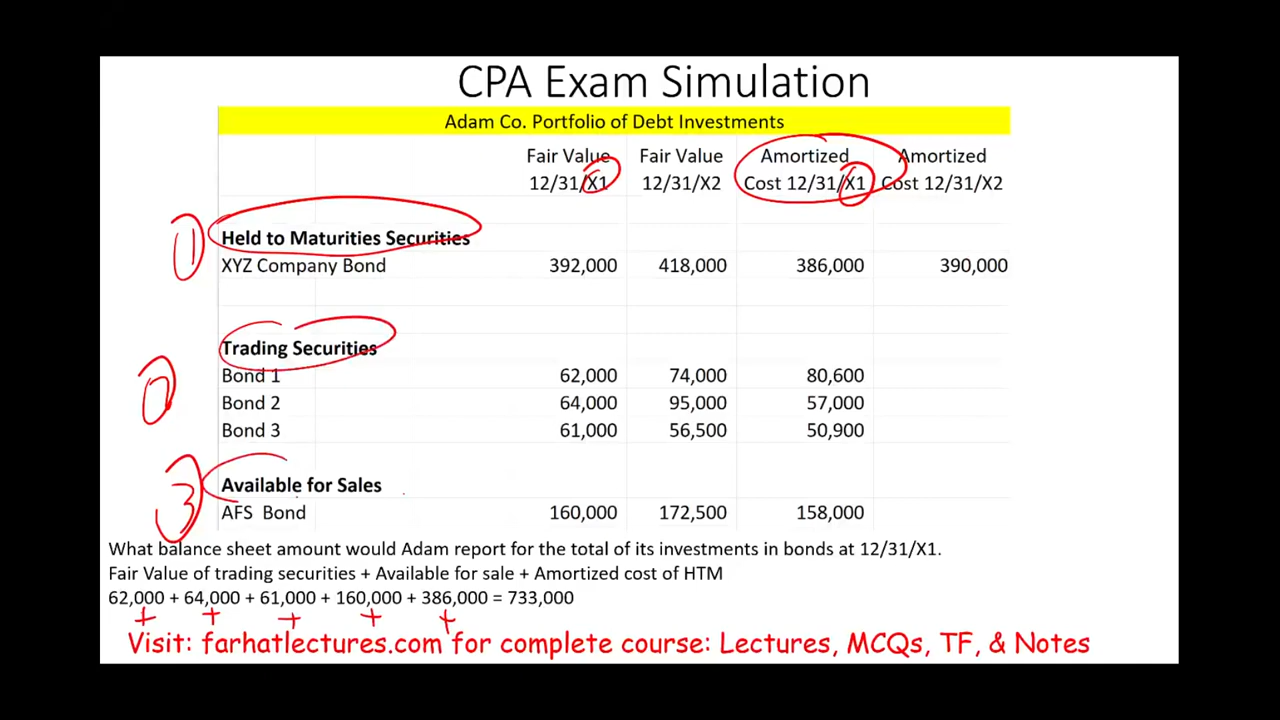 CPA Exam Simulation
Adam Co. Portfolio of Debt Investments
Fair Value Fair Value Amortized Amortized
12/31/X1 12/31/X2 Cost 12/31/X1 Cost 12/31/X2
1 Held to Maturities Securities
XYZ Company Bond 392,000 418,000 386,000 390,000
Trading Securities
2 Bond 1 62,000 74,000 80,600
Bond 2 64,000 95,000 57,000
Bond 3 61,000 56,500 50,900
3 Available for Sales
AFS Bond 160,000 172,500 158,000
What balance sheet amount would Adam report for the total of its investments in bonds at 12/31/X1.
Fair Value of trading securities + Available for sale + Amortized cost of HTM
62,000 + 64,000 + 61,000 + 160,000 + 386,000 = 733,000
+ + + + +
Visit: farhatlectures.com for complete course: Lectures, MCQs, TF, & Notes